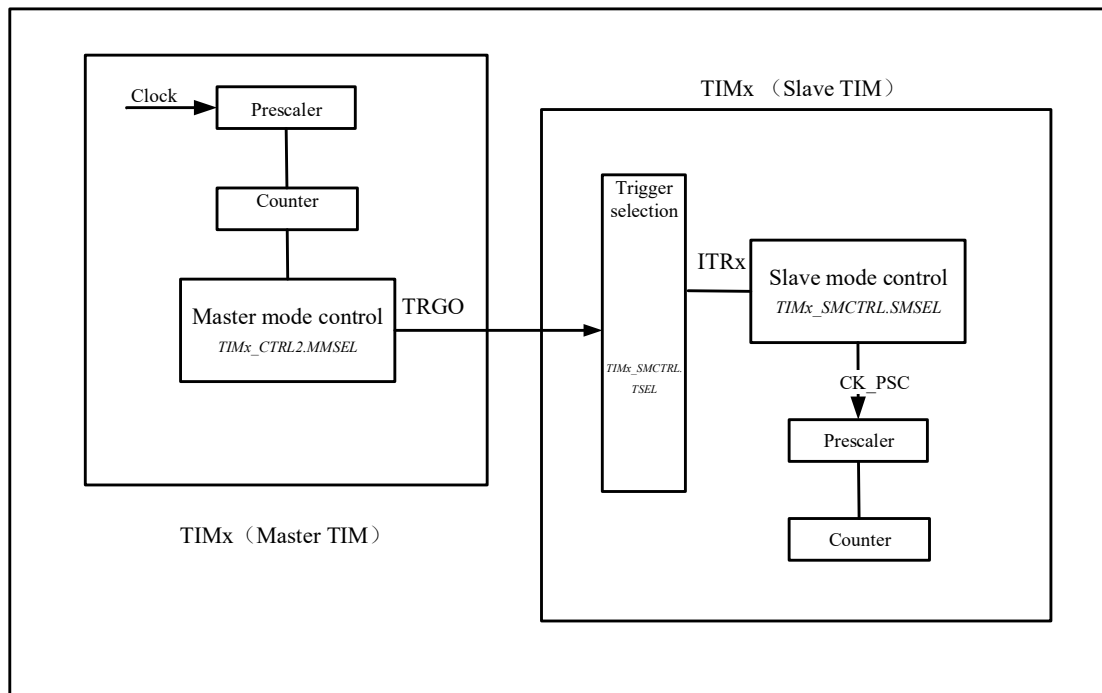 Clock
Prescaler
Counter
Master mode control
TIMx_CTRL2.MMSEL
TRGO
TIMx（Master TIM）
TIMx （Slave TIM）
Trigger
selection
TIMx_SMCTRL.
TSEL
ITRx
Slave mode control
TIMx_SMCTRL.SMSEL
CK_PSC
Prescaler
Counter